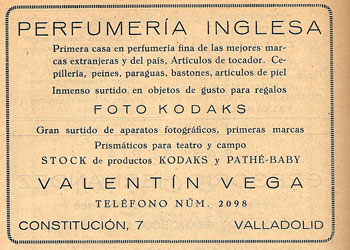 PERFUMERÍA INGLESA
Primera casa en perfumería fina de las mejores mar-
cas extranjeras y del país, Artículos de tocador. Ce-
pillería, peines, paraguas, bastones, artículos de piel
Inmenso surtido en objetos de gusto para regalos
FOTO KODAKS
Gran surtido de aparatos fotográficos, primeras marcas
Prismáticos para teatro y campo
STOCK de productos KODAKS y PATHÉ-BABY
VALENTÍN VEGA
TELÉFONO NÚM. 2098
CONSTITUCIÓN, 7 VALLADOLID